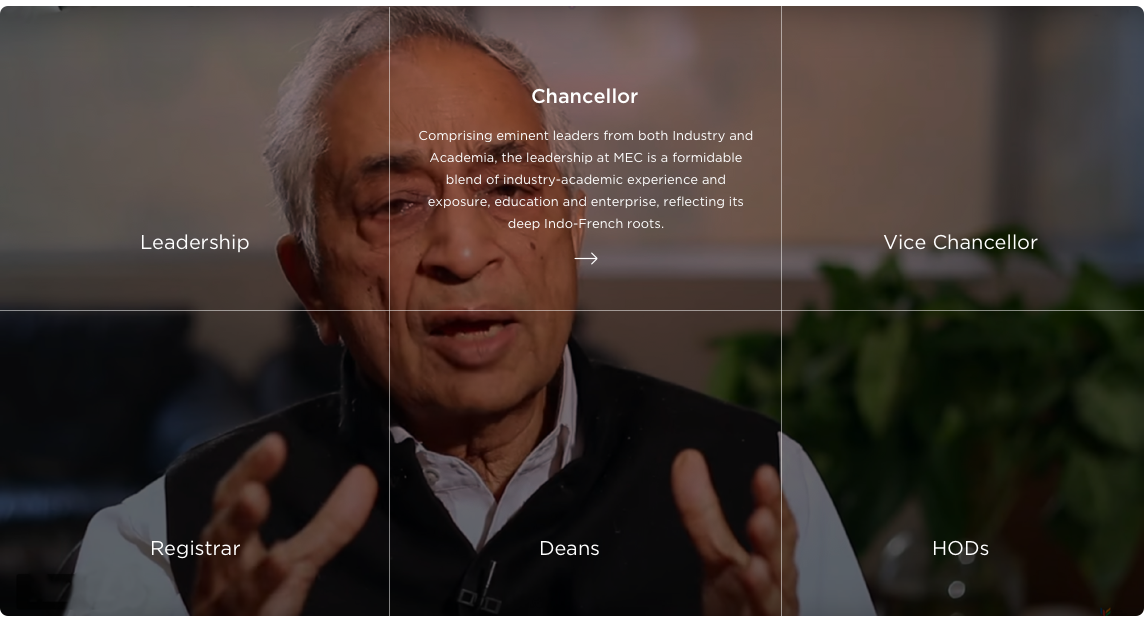 Chancellor
Comprising eminent leaders from both Industry and
Academia, the leadership at MEC is a formidable
blend of industry-academic experience and
exposure, education and enterprise, reflecting its
deep Indo-French roots.
Leadership
Vice Chancellor
Registrar
Deans
HODs